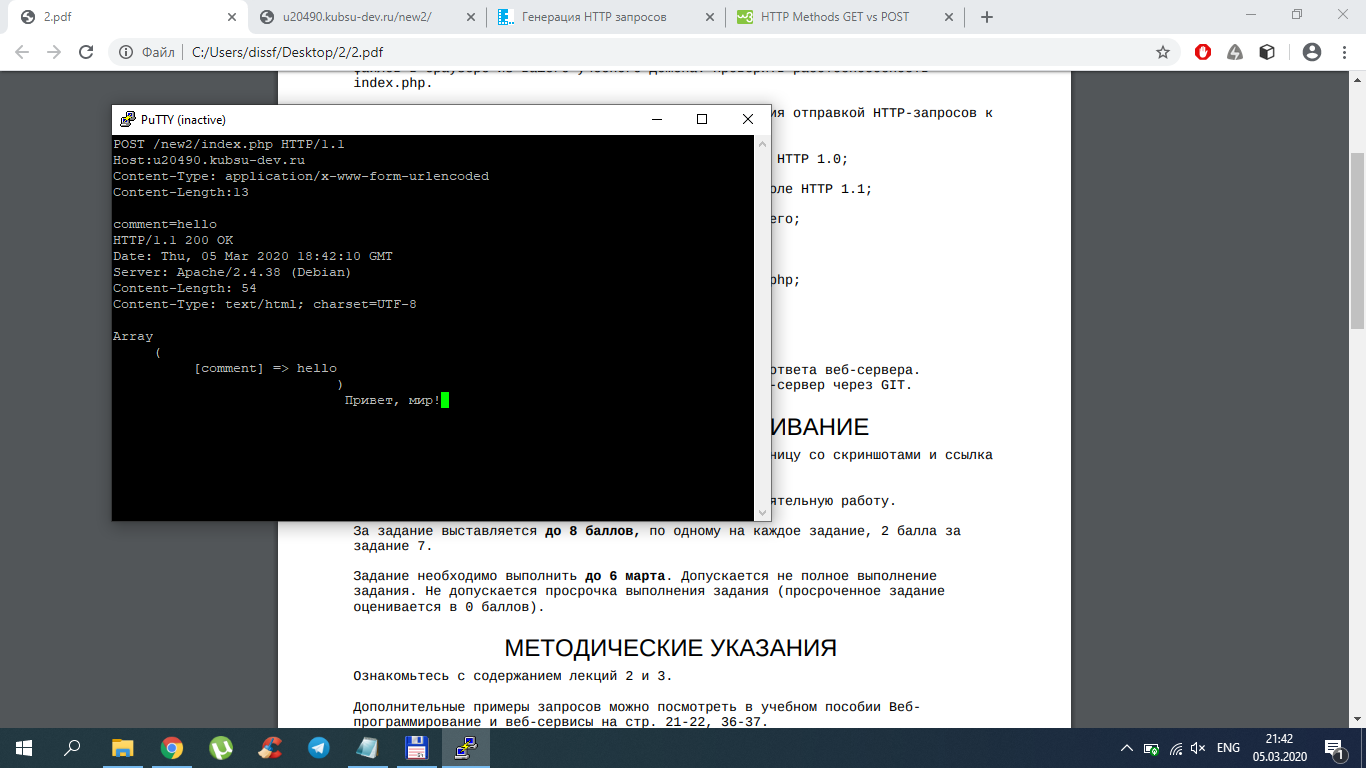 2.pdf
u20490.kubsu-dev.ru/new2/
Генерация HTTP запросов
HTTP Methods GET vs POST
Файл
C:/Users/dissf/Desktop/2/2.pdf
index.php.
ия отправкой HTTP-запросов к
HTTP 1.0;
оле HTTP 1.1;
его;
php;
ответа веб-сервера.
-сервер через GIT.
ИВАНИЕ
ницу со скриншотами и ссылка
ятельную работу.
PuTTY (inactive)
POST /new2/index.php HTTP/1.1
Host:u20490.kubsu-dev.ru
Content-Type: application/x-www-form-urlencoded
Content-Length:13

comment=hello
HTTP/1.1 200 OK
Date: Thu, 05 Mar 2020 18:42:10 GMT
Server: Apache/2.4.38 (Debian)
Content-Length: 54
Content-Type: text/html; charset=UTF-8

Array
(
[comment] => hello
)
Привет, мир!
За задание выставляется до 8 баллов, по одному на каждое задание, 2 балла за
задание 7.
Задание необходимо выполнить до 6 марта. Допускается не полное выполнение
задания. Не допускается просрочка выполнения задания (просроченное задание
оценивается в 0 баллов).
МЕТОДИЧЕСКИЕ УКАЗАНИЯ
Ознакомьтесь с содержанием лекций 2 и 3.
Дополнительные примеры запросов можно посмотреть в учебном пособии Веб-
программирование и веб-сервисы на стр. 21-22, 36-37.
ENG
21:42
05.03.2020
1